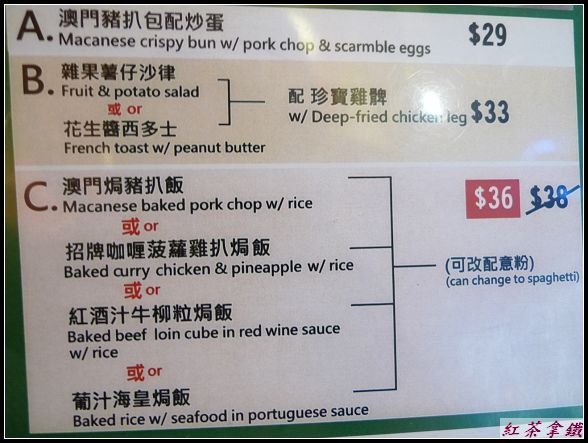 A. 澳門豬扒包配炒蛋
Macanese crispy bun w/ pork chop & scarmble eggs
$29
B. 雜果薯仔沙律
Fruit & potato salad
或 or
花生醬西多士
French toast w/ peanut butter
配 珍寶雞髀
w/ Deep-fried chicken leg $33
C. 澳門焗豬扒飯
Macanese baked pork chop w/ rice
或 or
招牌咖喱菠蘿雞扒焗飯
Baked curry chicken & pineapple w/ rice
或 or
紅酒汁牛柳粒焗飯
Baked beef loin cube in red wine sauce
w/ rice
或 or
葡汁海皇焗飯
Baked rice w/ seafood in portuguese sauce
$36 $38
(可改配意粉)
(can change to spaghetti)
紅茶拿鐵